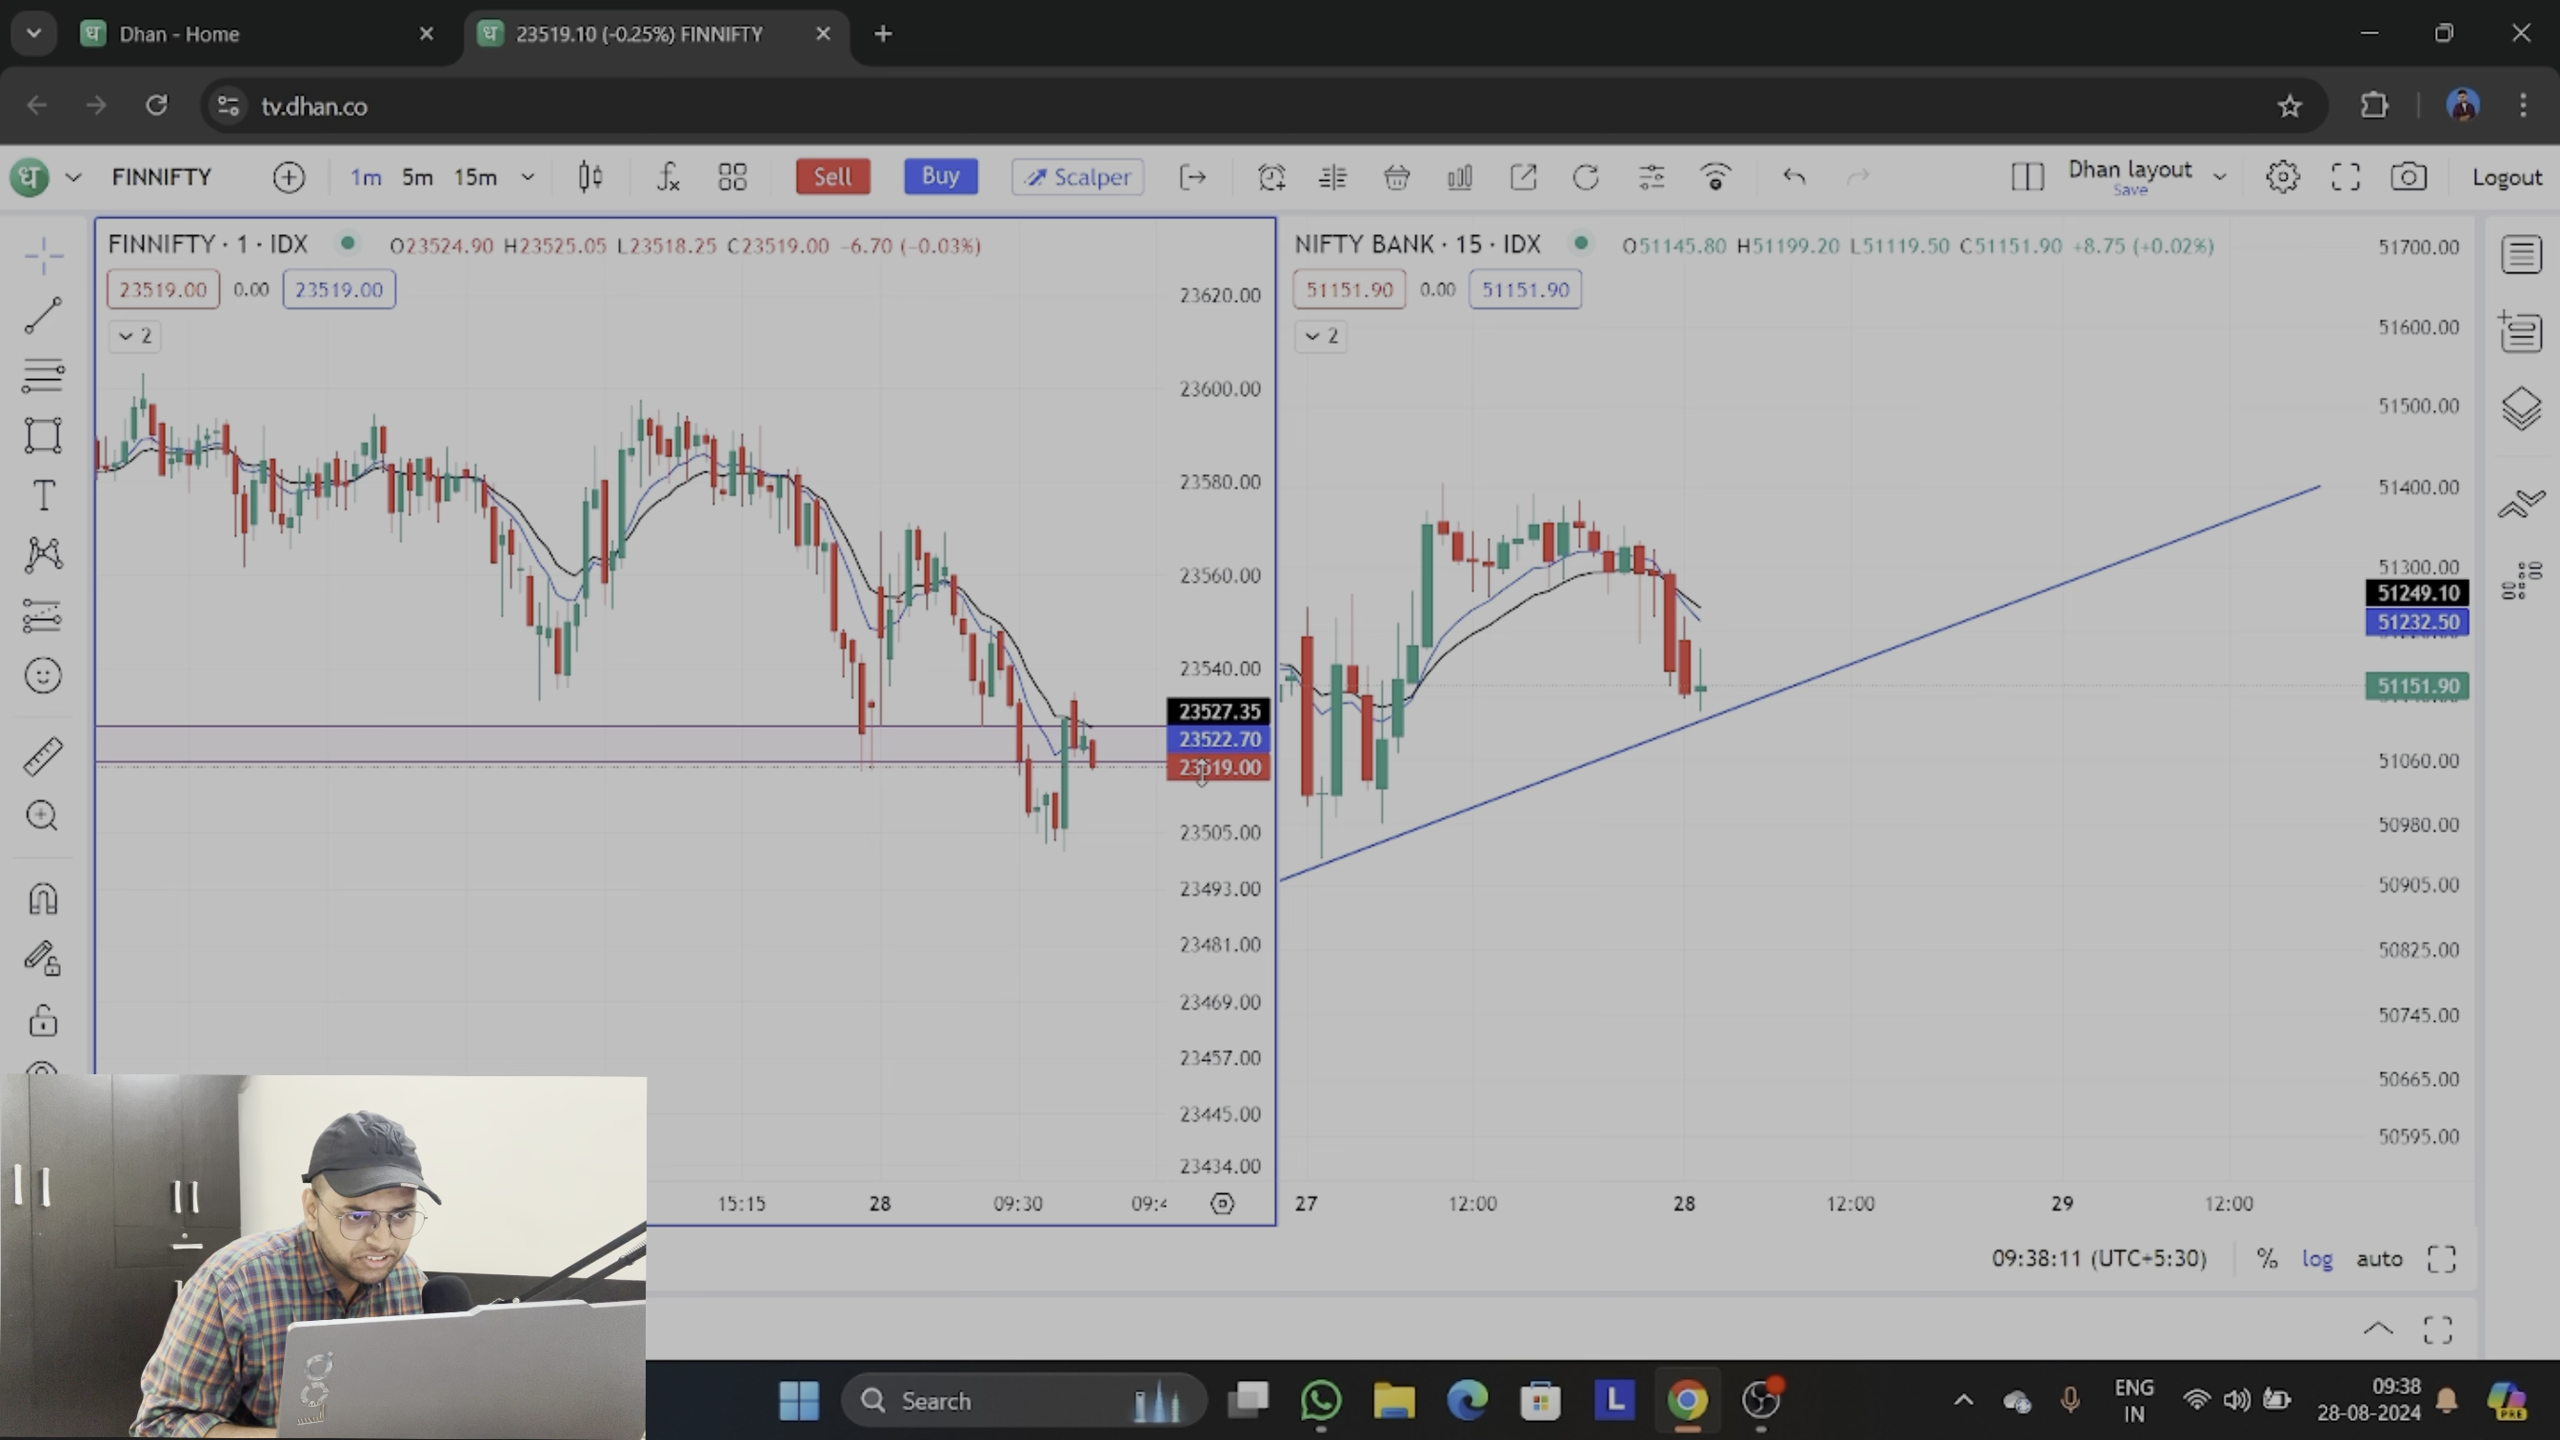 Dhan - Home
23519.10 (-0.25%) FINNIFTY
tv.dhan.co
FINNIFTY
1m 5m 15m
Sell
Buy
Scalper
Dhan layout
Save
Logout
FINNIFTY · 1 · IDX
O23524.90 H23525.05 L23518.25 C23519.00 −6.70 (−0.03%)
23519.00 0.00 23519.00
2
23620.00
23600.00
23580.00
23560.00
23540.00
23527.35
23522.70
23519.00
23505.00
23493.00
23481.00
23469.00
23457.00
23445.00
23434.00
15:15 28 09:30
NIFTY BANK · 15 · IDX
O51145.80 H51199.20 L51119.50 C51151.90 +8.75 (+0.02%)
51151.90 0.00 51151.90
2
51700.00
51600.00
51500.00
51400.00
51300.00
51249.10
51232.50
51151.90
51060.00
50980.00
50905.00
50825.00
50745.00
50665.00
50595.00
27 12:00 28 12:00 29 12:00
09:38:11 (UTC+5:30)
% log auto
Search
L
ENG
IN
09:38
28-08-2024
PRE